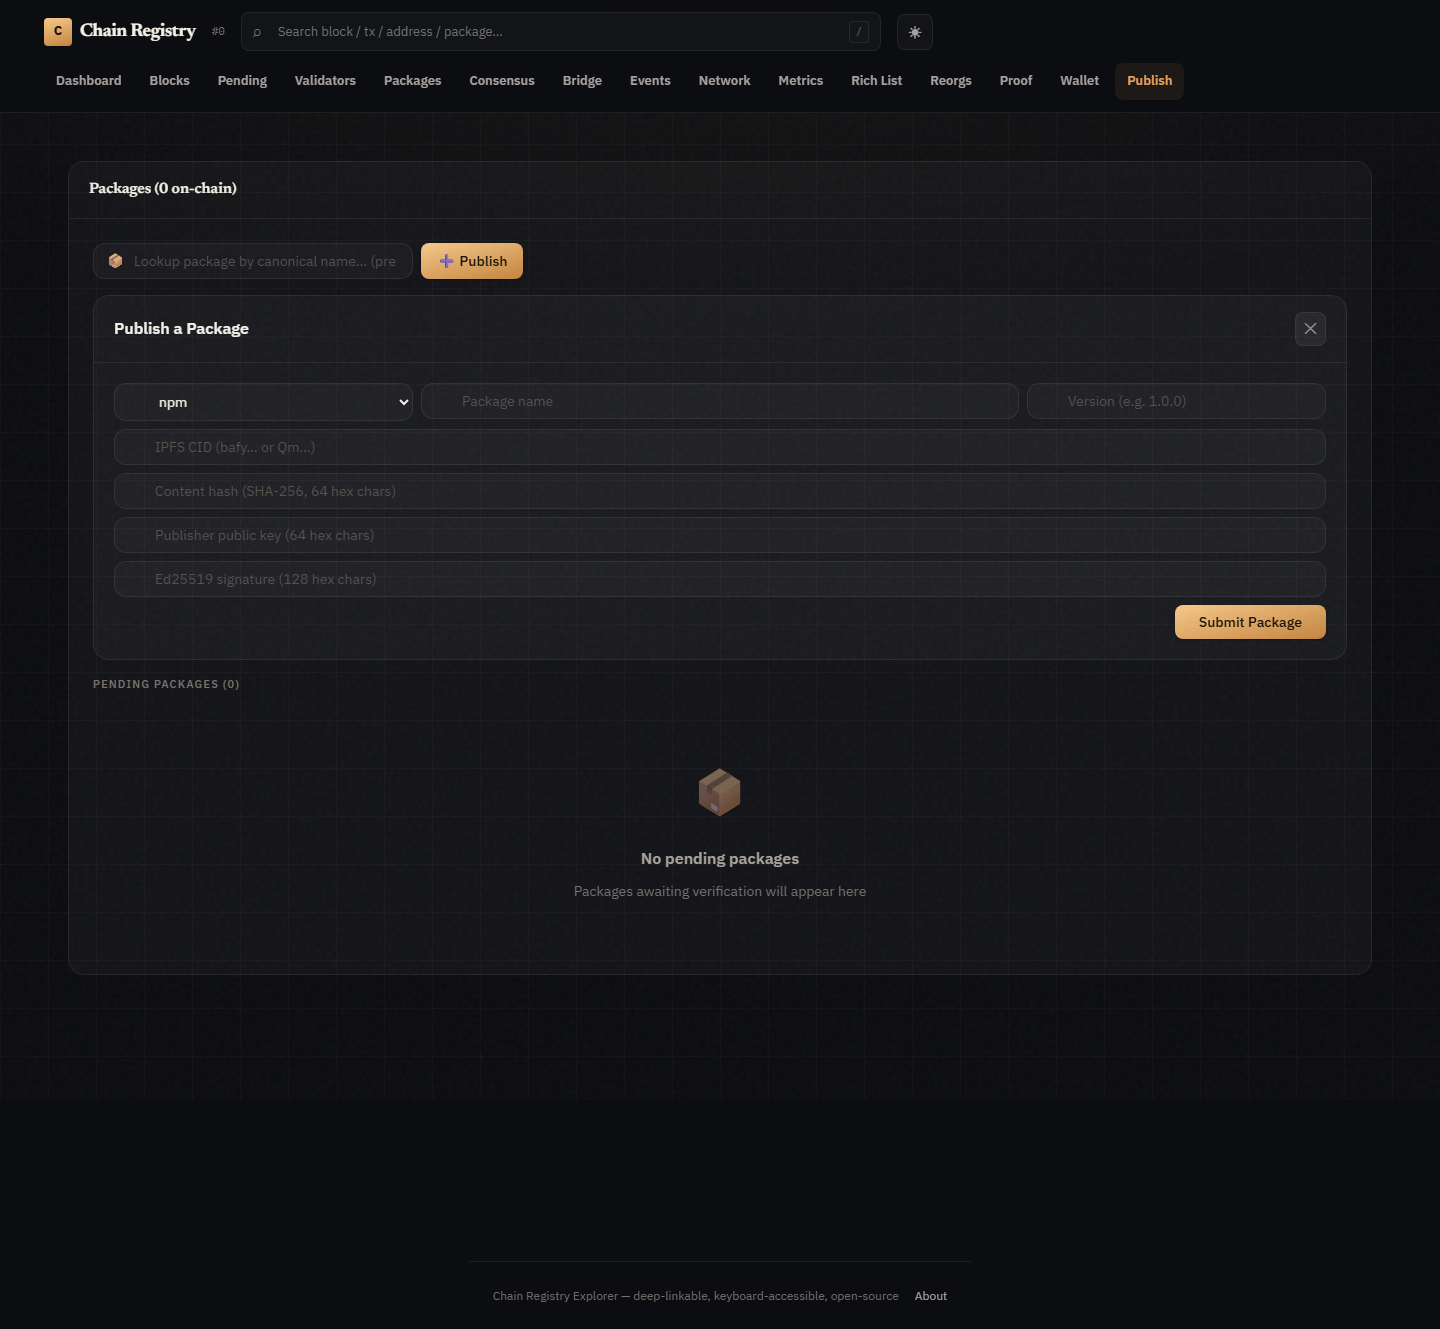 C Chain Registry #0 Search block / tx / address / package... /
Dashboard Blocks Pending Validators Packages Consensus Bridge Events Network Metrics Rich List Reorgs Proof Wallet Publish
Packages (0 on-chain)
Lookup package by canonical name... (pre Publish
Publish a Package
npm Package name Version (e.g. 1.0.0)
IPFS CID (bafy... or Qm...)
Content hash (SHA-256, 64 hex chars)
Publisher public key (64 hex chars)
Ed25519 signature (128 hex chars)
Submit Package
PENDING PACKAGES (0)
No pending packages
Packages awaiting verification will appear here
Chain Registry Explorer — deep-linkable, keyboard-accessible, open-source About